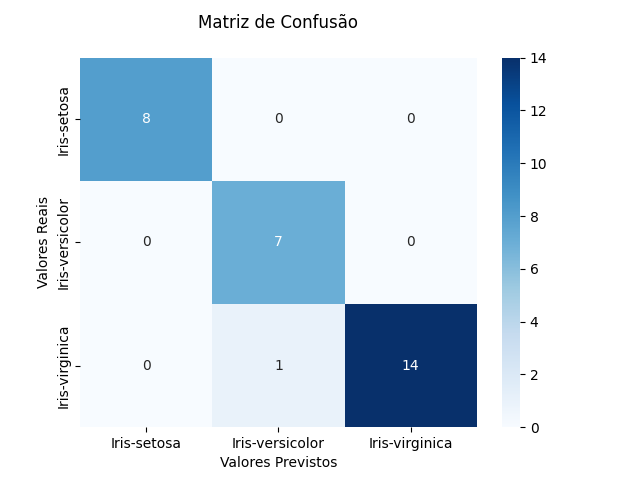 Matriz de Confusão
Valores Reais
Iris-setosa
8 0 0
Iris-versicolor
0 7 0
Iris-virginica
0 1 14
Iris-setosa Iris-versicolor Iris-virginica
Valores Previstos
14
12
10
8
6
4
2
0